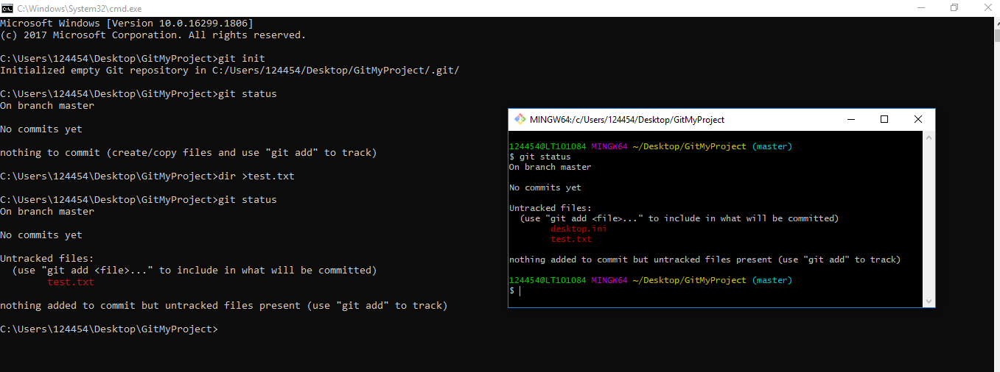 C:\Windows\System32\cmd.exe
Microsoft Windows [Version 10.0.16299.1806]
(c) 2017 Microsoft Corporation. All rights reserved.
C:\Users\124454\Desktop\GitMyProject>git init
Initialized empty Git repository in C:/Users/124454/Desktop/GitMyProject/.git/
C:\Users\124454\Desktop\GitMyProject>git status
On branch master
No commits yet
nothing to commit (create/copy files and use "git add" to track)
C:\Users\124454\Desktop\GitMyProject>dir >test.txt
C:\Users\124454\Desktop\GitMyProject>git status
On branch master
No commits yet
Untracked files:
  (use "git add <file>..." to include in what will be committed)
        test.txt
nothing added to commit but untracked files present (use "git add" to track)
C:\Users\124454\Desktop\GitMyProject>
MINGW64:/c/Users/124454/Desktop/GitMyProject
124454@LT101084 MINGW64 ~/Desktop/GitMyProject (master)
$ git status
On branch master
No commits yet
Untracked files:
  (use "git add <file>..." to include in what will be committed)
        desktop.ini
        test.txt
nothing added to commit but untracked files present (use "git add" to track)
124454@LT101084 MINGW64 ~/Desktop/GitMyProject (master)
$